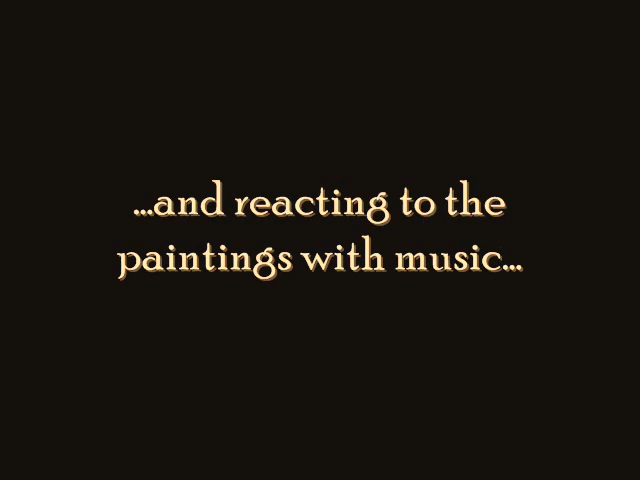 ...and reacting to the
paintings with music...